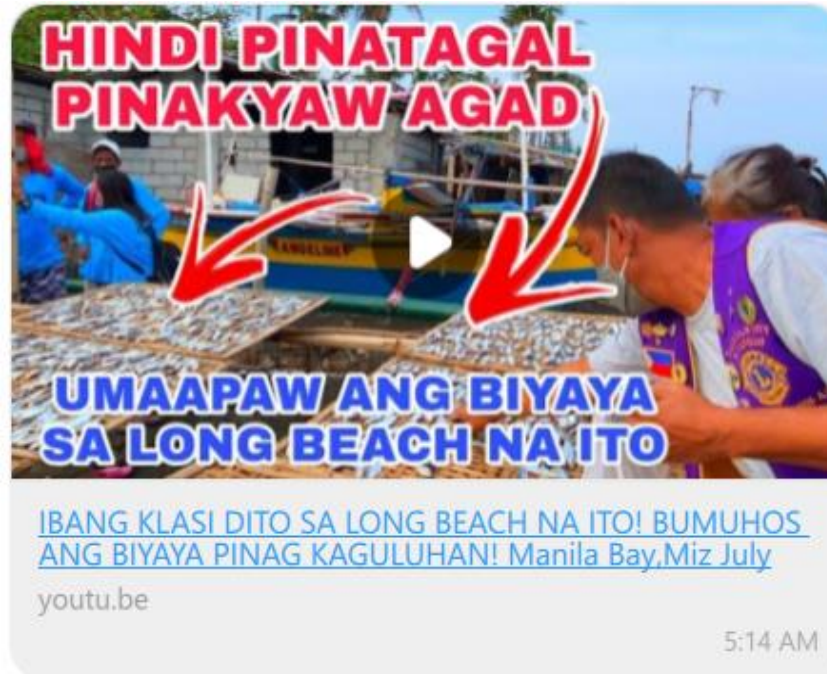 HINDI PINATAGAL
PINAKYAW AGAD
UMAAPAW ANG BIYAYA
SA LONG BEACH NA ITO
IBANG KLASI DITO SA LONG BEACH NA ITO! BUMUHOS
ANG BIYAYA PINAG KAGULUHAN! Manila Bay,Miz July
youtu.be
5:14 AM